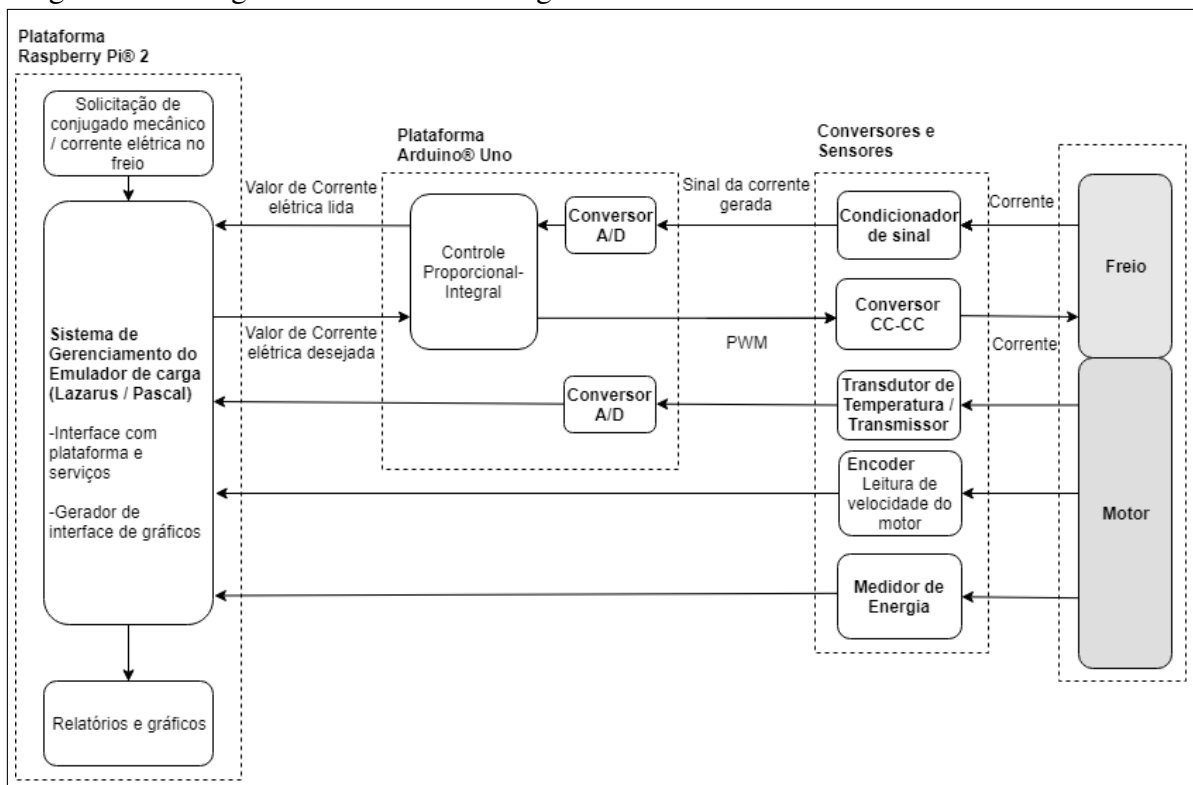 Plataforma
Raspberry Pi® 2
Solicitação de
conjugado mecânico
/ corrente elétrica no
freio
Sistema de
Gerenciamento do
Emulador de carga
(Lazarus / Pascal)
-Interface com
plataforma e
serviços
-Gerador de
interface de gráficos
Relatórios e gráficos
Valor de Corrente
elétrica lida
Valor de Corrente
elétrica desejada
Plataforma
Arduino® Uno
Controle
Proporcional-
Integral
Conversor
A/D
Conversor
A/D
Sinal da corrente
gerada
PWM
Conversores e
Sensores
Condicionador
de sinal
Conversor
CC-CC
Transdutor de
Temperatura /
Transmissor
Encoder
Leitura de
velocidade do
motor
Medidor de
Energia
Corrente
Corrente
Freio
Motor